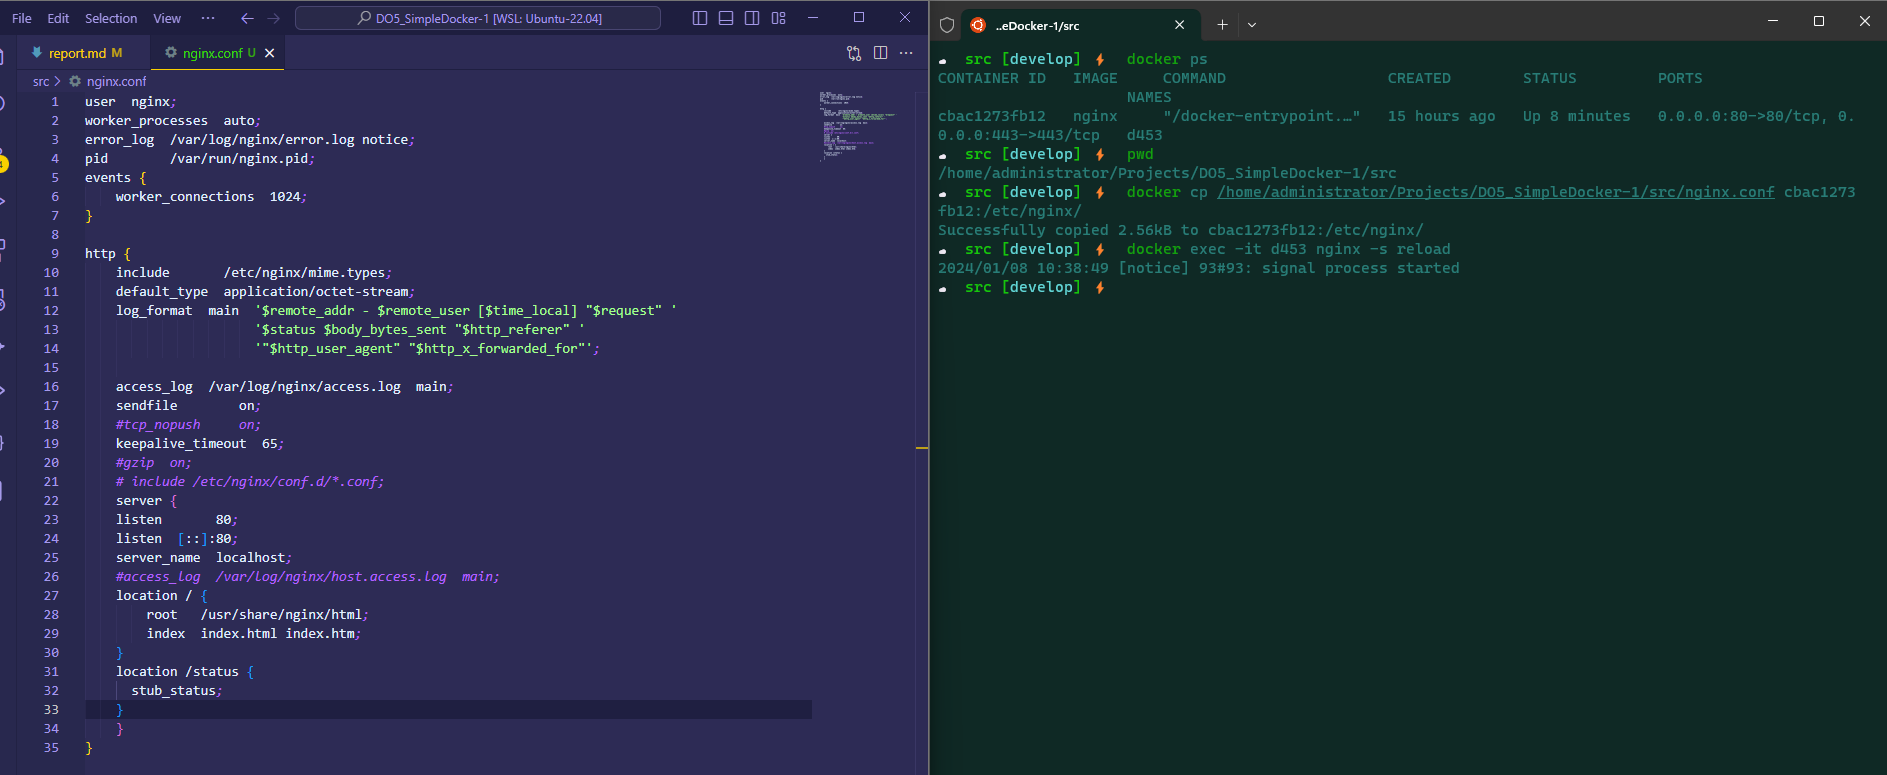 File Edit Selection View ··· DO5_SimpleDocker-1 [WSL: Ubuntu-22.04]
report.md M nginx.conf U
src > nginx.conf
1 user  nginx;
2 worker_processes  auto;
3 error_log  /var/log/nginx/error.log notice;
4 pid        /var/run/nginx.pid;
5 events {
6     worker_connections  1024;
7 }
8
9 http {
10     include       /etc/nginx/mime.types;
11     default_type  application/octet-stream;
12     log_format  main  '$remote_addr - $remote_user [$time_local] "$request" '
13                       '$status $body_bytes_sent "$http_referer" '
14                       '"$http_user_agent" "$http_x_forwarded_for"';
15
16     access_log  /var/log/nginx/access.log  main;
17     sendfile        on;
18     #tcp_nopush     on;
19     keepalive_timeout  65;
20     #gzip  on;
21     # include /etc/nginx/conf.d/*.conf;
22     server {
23     listen       80;
24     listen  [::]:80;
25     server_name  localhost;
26     #access_log  /var/log/nginx/host.access.log  main;
27     location / {
28         root   /usr/share/nginx/html;
29         index  index.html index.htm;
30     }
31     location /status {
32       stub_status;
33     }
34     }
35 }
..eDocker-1/src
src [develop] docker ps
CONTAINER ID   IMAGE     COMMAND                  CREATED        STATUS         PORTS
NAMES
cbac1273fb12   nginx     "/docker-entrypoint.…"   15 hours ago   Up 8 minutes   0.0.0.0:80->80/tcp, 0.
0.0.0:443->443/tcp   d453
src [develop] pwd
/home/administrator/Projects/DO5_SimpleDocker-1/src
src [develop] docker cp /home/administrator/Projects/DO5_SimpleDocker-1/src/nginx.conf cbac1273
fb12:/etc/nginx/
Successfully copied 2.56kB to cbac1273fb12:/etc/nginx/
src [develop] docker exec -it d453 nginx -s reload
2024/01/08 10:38:49 [notice] 93#93: signal process started
src [develop]